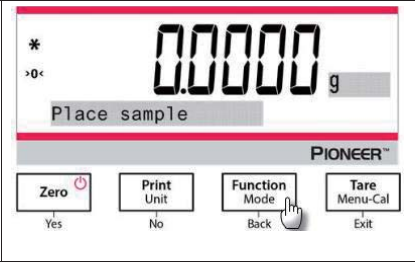 *
>0<
0.0000 g
Place sample
PIONEER™
Zero Print Function Tare
Unit Mode Menu-Cal
Yes No Back Exit